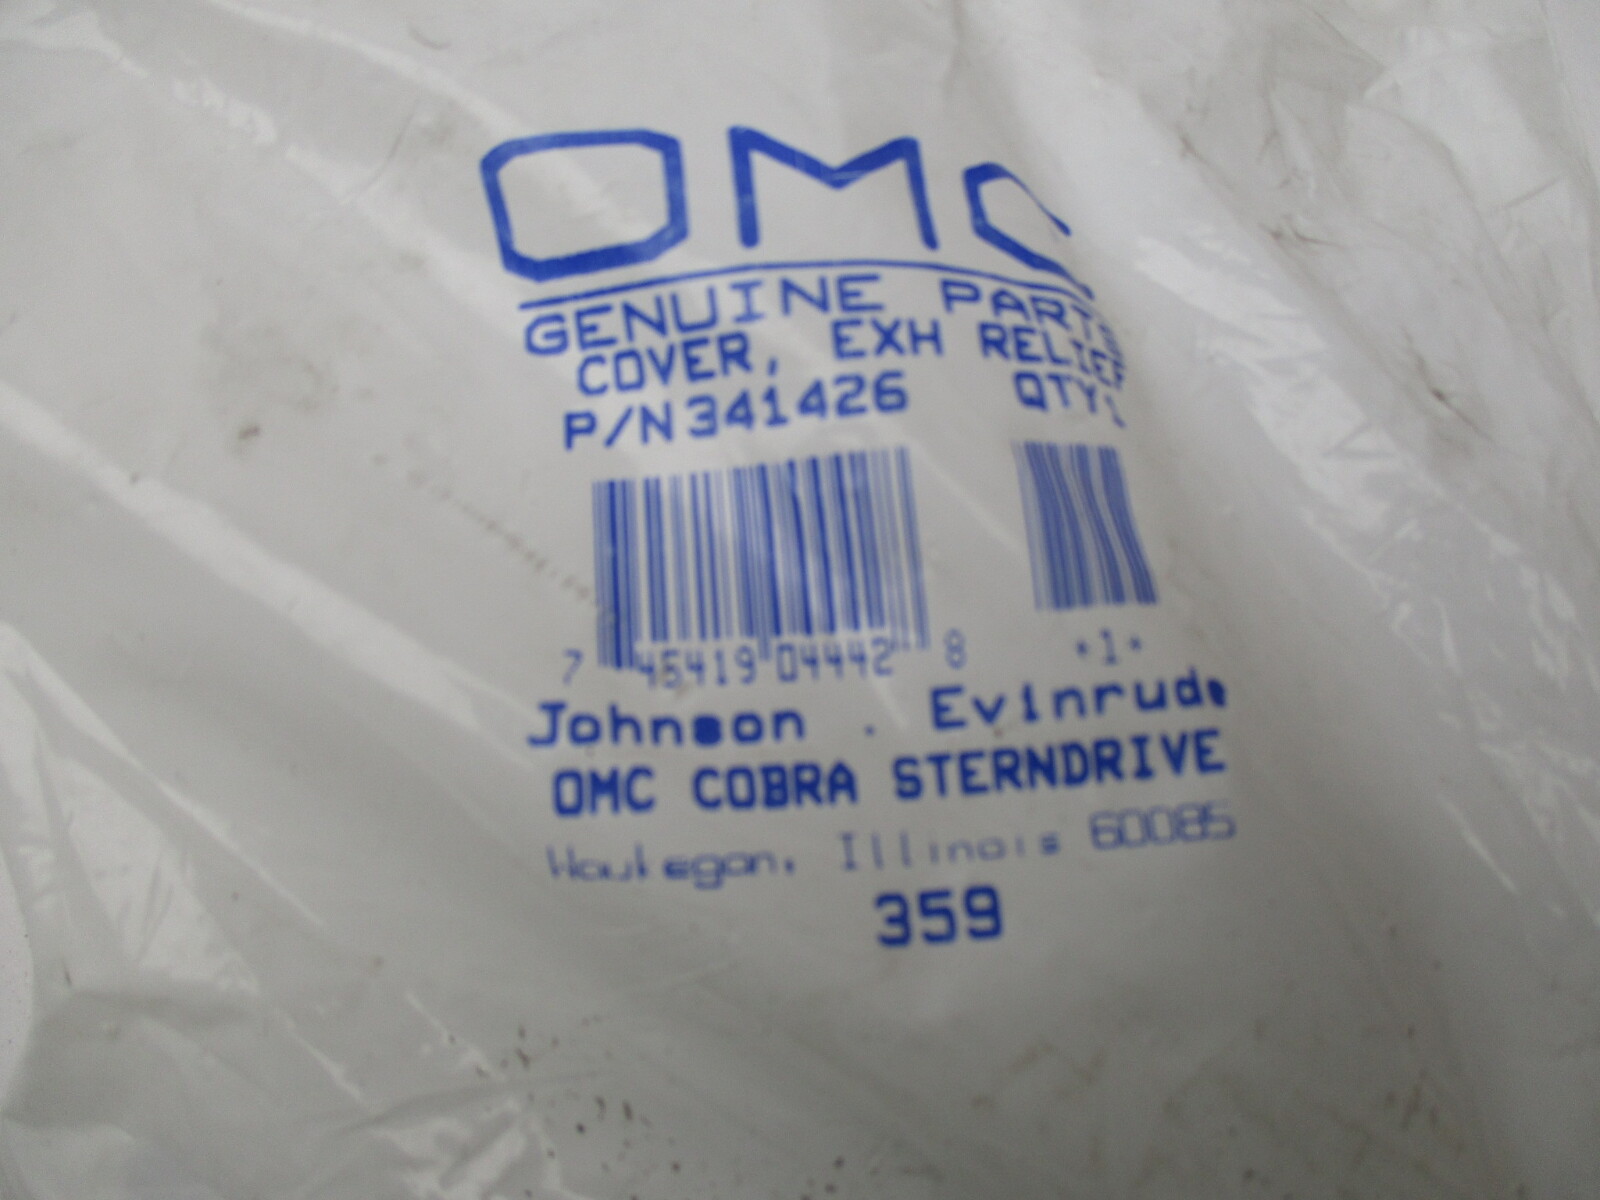 OMC
GENUINE PARTS
COVER, EXH RELIEF
P/N 341426 QTY 1
7 45419 04442 8 *1*
Johnson . Evinrude
OMC COBRA STERNDRIVE
Waukegan, Illinois 60085
359